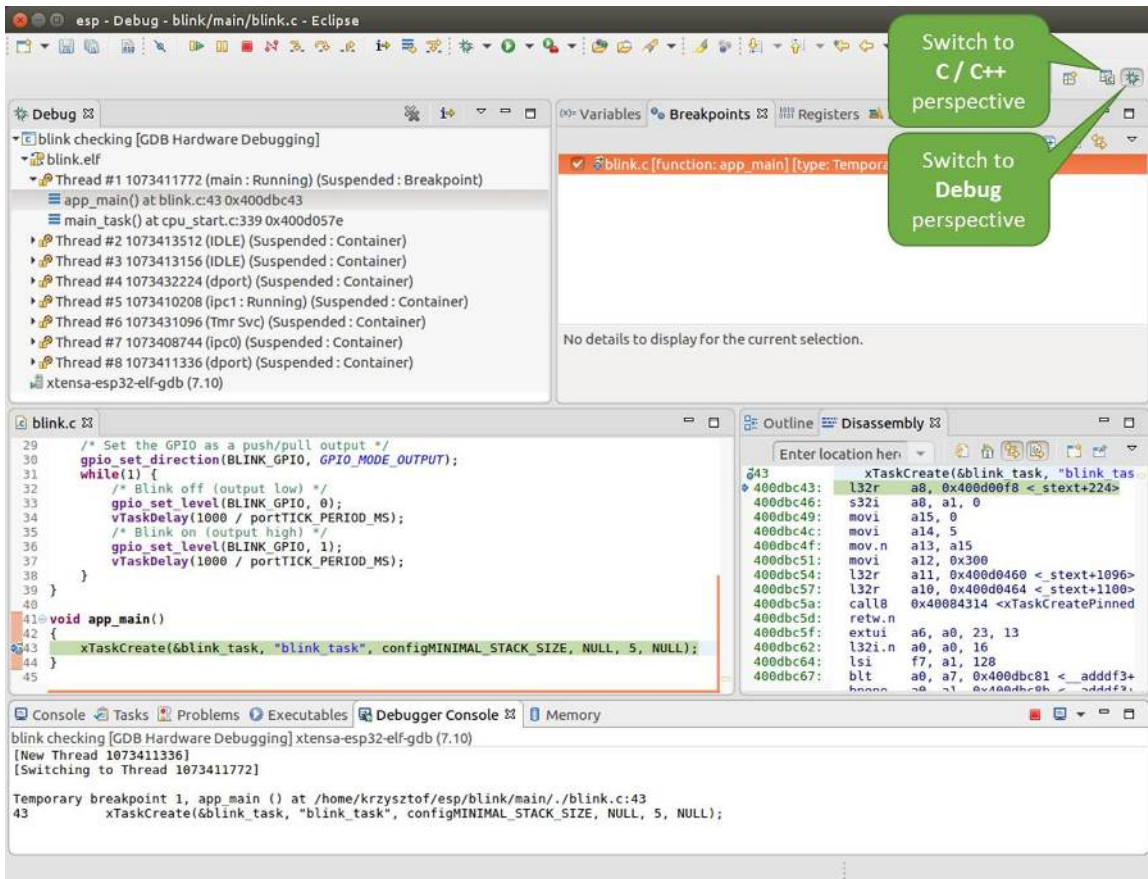 esp - Debug - blink/main/blink.c - Eclipse
Switch to
C / C++
perspective
Debug
blink checking [GDB Hardware Debugging]
blink.elf
Thread #1 1073411772 (main : Running) (Suspended : Breakpoint)
app_main() at blink.c:43 0x400dbc43
main_task() at cpu_start.c:339 0x400d057e
Thread #2 1073413512 (IDLE) (Suspended : Container)
Thread #3 1073413156 (IDLE) (Suspended : Container)
Thread #4 1073432224 (dport) (Suspended : Container)
Thread #5 1073410208 (ipc1 : Running) (Suspended : Container)
Thread #6 1073431096 (Tmr Svc) (Suspended : Container)
Thread #7 1073408744 (ipc0) (Suspended : Container)
Thread #8 1073411336 (dport) (Suspended : Container)
xtensa-esp32-elf-gdb (7.10)
(x)= Variables Breakpoints Registers
blink.c [function: app_main] [type: Tempora
Switch to
Debug
perspective
No details to display for the current selection.
blink.c
29 /* Set the GPIO as a push/pull output */
30 gpio_set_direction(BLINK_GPIO, GPIO_MODE_OUTPUT);
31 while(1) {
32 /* Blink off (output low) */
33 gpio_set_level(BLINK_GPIO, 0);
34 vTaskDelay(1000 / portTICK_PERIOD_MS);
35 /* Blink on (output high) */
36 gpio_set_level(BLINK_GPIO, 1);
37 vTaskDelay(1000 / portTICK_PERIOD_MS);
38 }
39 }
40
41 void app_main()
42 {
43 xTaskCreate(&blink_task, "blink_task", configMINIMAL_STACK_SIZE, NULL, 5, NULL);
44 }
45
Outline Disassembly
Enter location her
43 xTaskCreate(&blink_task, "blink_tas
400dbc43: l32r a8, 0x400d00f8 <_stext+224>
400dbc46: s32i a8, a1, 0
400dbc49: movi a15, 0
400dbc4c: movi a14, 5
400dbc4f: mov.n a13, a15
400dbc51: movi a12, 0x300
400dbc54: l32r a11, 0x400d0460 <_stext+1096>
400dbc57: l32r a10, 0x400d0464 <_stext+1100>
400dbc5a: call8 0x40084314 <xTaskCreatePinned
400dbc5d: retw.n
400dbc5f: extui a6, a0, 23, 13
400dbc62: l32i.n a0, a0, 16
400dbc64: lsi f7, a1, 128
400dbc67: blt a0, a7, 0x400dbc81 <__adddf3+
Console Tasks Problems Executables Debugger Console Memory
blink checking [GDB Hardware Debugging] xtensa-esp32-elf-gdb (7.10)
[New Thread 1073411336]
[Switching to Thread 1073411772]
Temporary breakpoint 1, app_main () at /home/krzysztof/esp/blink/main/./blink.c:43
43 xTaskCreate(&blink_task, "blink_task", configMINIMAL_STACK_SIZE, NULL, 5, NULL);